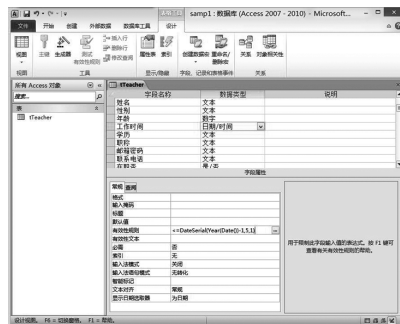 samp1 : 数据库 (Access 2007 - 2010) - Microsoft...
文件 开始 创建 外部数据 数据库工具 设计
视图 主键 生成器 测试有效性规则 插入行 删除行 修改查阅 属性表 索引 创建数据宏 重命名/删除宏 关系 对象相关性
视图 工具 显示/隐藏 字段、记录和表格事件 关系
所有 Access 对象 tTeacher
搜索...
表
tTeacher
字段名称 数据类型 说明
姓名 文本
性别 文本
年龄 数字
工作时间 日期/时间
学历 文本
职称 文本
邮箱密码 文本
联系电话 文本
在职否 是/否
字段属性
常规 查阅
格式
输入掩码
标题
默认值
有效性规则 <=DateSerial(Year(Date())-1,5,1)
有效性文本
必需 否
索引 无
输入法模式 关闭
输入法语句模式 无转化
智能标记
文本对齐 常规
显示日期选取器 为日期
用于限制此字段输入值的表达式。按 F1 键可查看有关有效性规则的帮助。
设计视图。 F6 = 切换窗格。 F1 = 帮助。